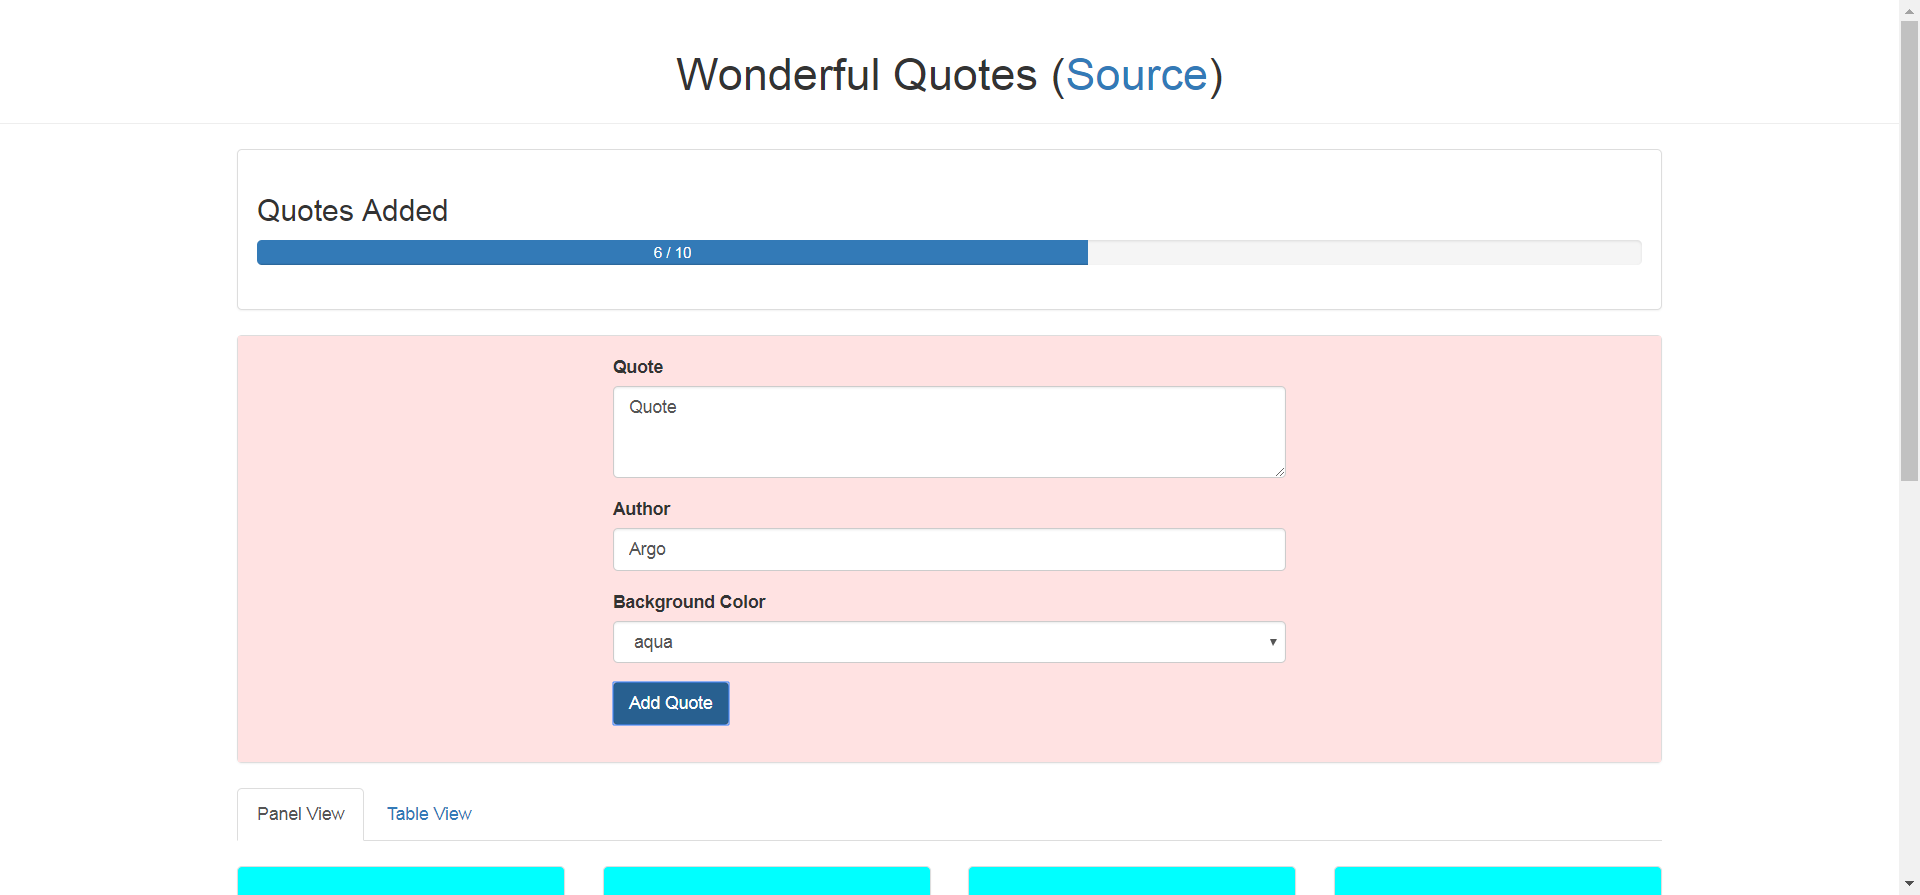 Wonderful Quotes (Source)
Quotes Added
6 / 10
Quote
Quote
Author
Argo
Background Color
aqua
Add Quote
Panel View Table View